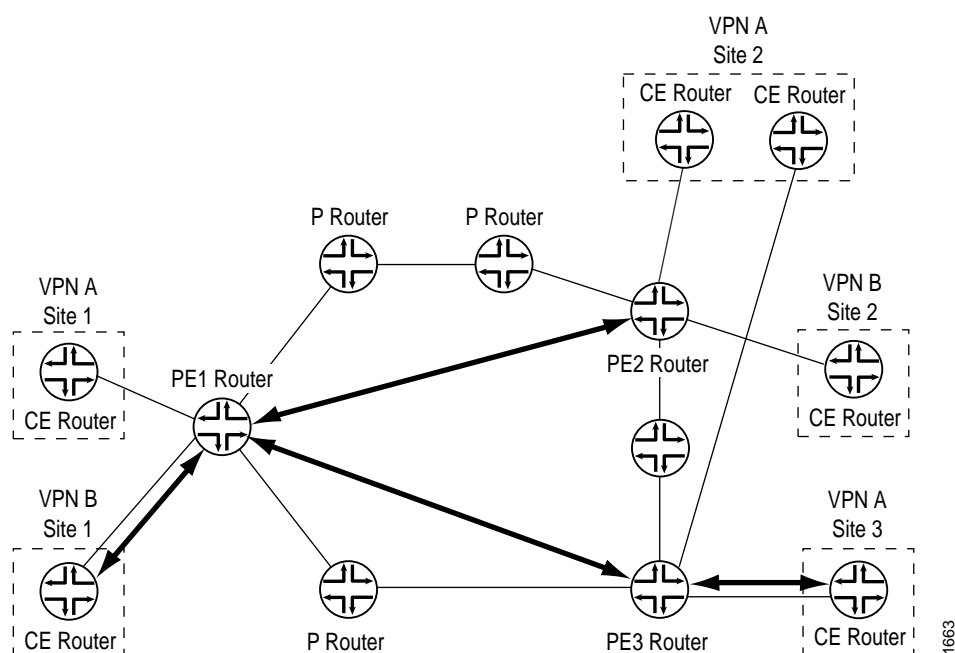 VPN A
Site 2
CE Router
CE Router
P Router
P Router
VPN A
Site 1
VPN B
Site 2
PE1 Router
PE2 Router
CE Router
CE Router
VPN B
Site 1
VPN A
Site 3
CE Router
P Router
PE3 Router
CE Router
1663